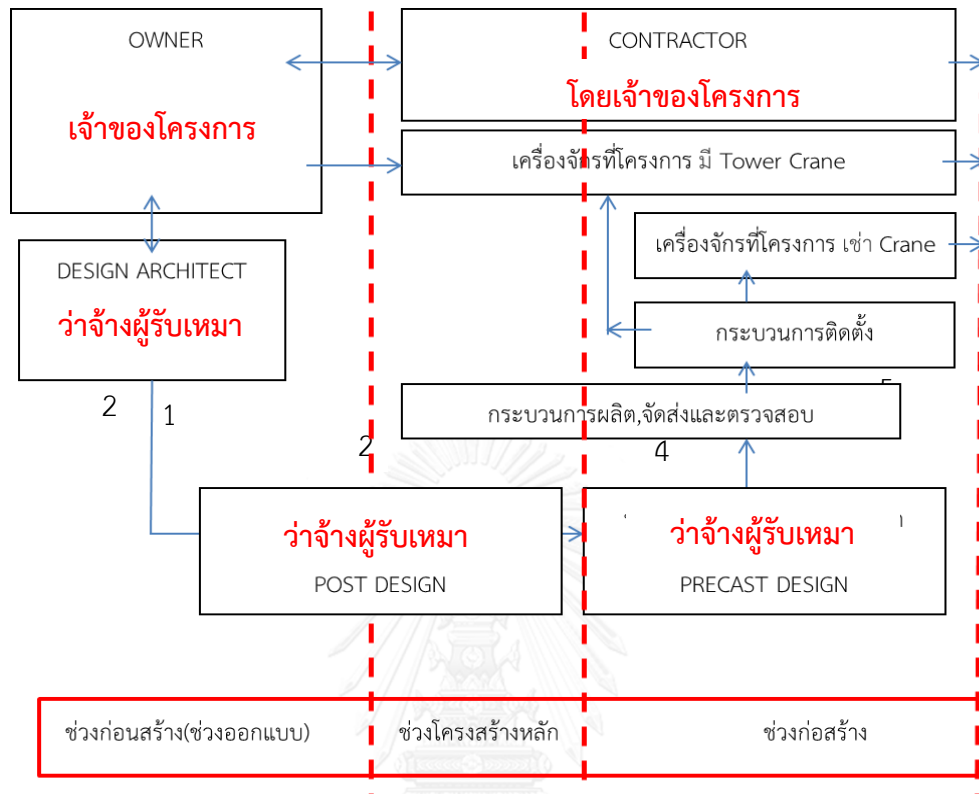 OWNER
เจ้าของโครงการ
CONTRACTOR
โดยเจ้าของโครงการ
เครื่องจักรที่โครงการ มี Tower Crane
เครื่องจักรที่โครงการ เช่า Crane
DESIGN ARCHITECT
ว่าจ้างผู้รับเหมา
กระบวนการติดตั้ง
2
1
กระบวนการผลิต,จัดส่งและตรวจสอบ
2
4
ว่าจ้างผู้รับเหมา
POST DESIGN
ว่าจ้างผู้รับเหมา
PRECAST DESIGN
ช่วงก่อนสร้าง(ช่วงออกแบบ)
ช่วงโครงสร้างหลัก
ช่วงก่อสร้าง